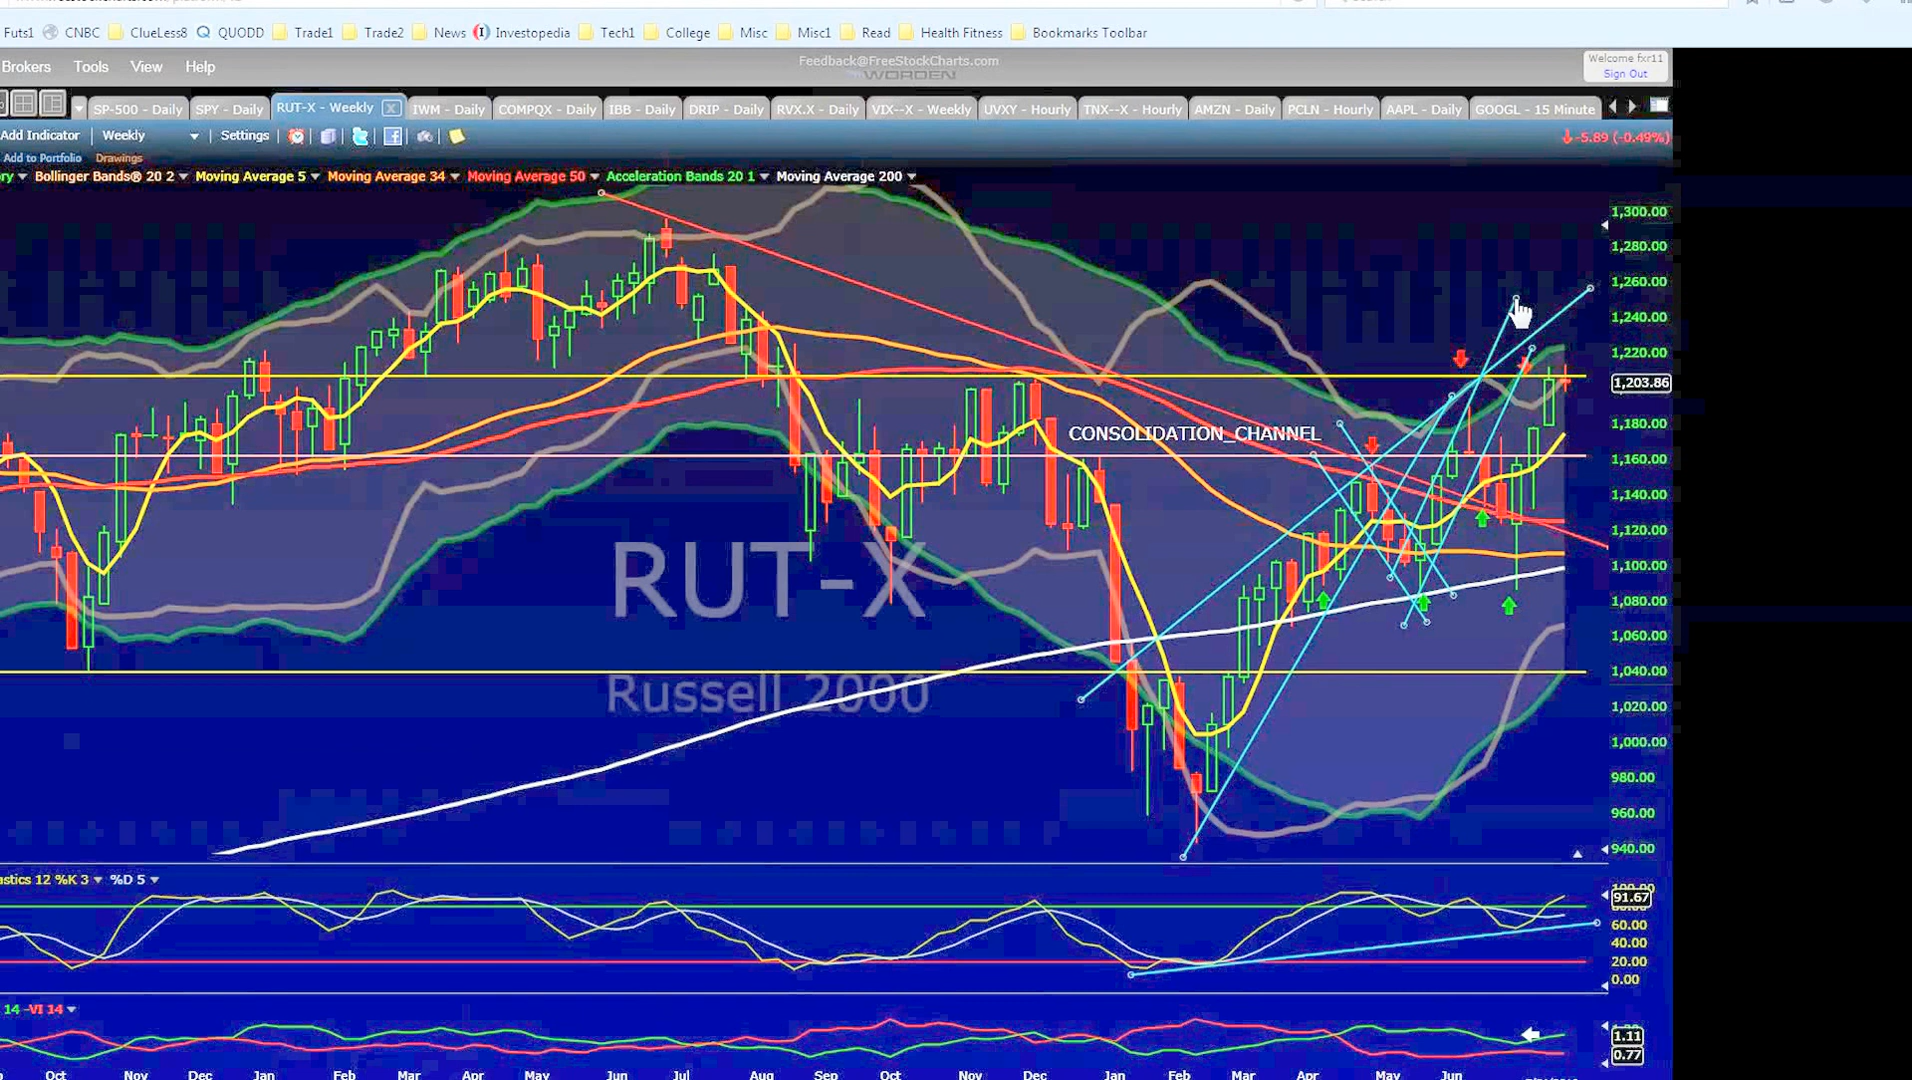 Futs1 CNBC ClueLess8 QUODD Trade1 Trade2 News Investopedia Tech1 College Misc Misc1 Read Health Fitness Bookmarks Toolbar
Brokers Tools View Help
Feedback@FreeStockCharts.com
WORDEN
Welcome fxr11
Sign Out
SP-500 - Daily SPY - Daily RUT-X - Weekly X IWM - Daily COMPQX - Daily IBB - Daily DRIP - Daily RVX.X - Daily VIX--X - Weekly UVXY - Hourly TNX--X - Hourly AMZN - Daily PCLN - Hourly AAPL - Daily GOOGL - 15 Minute
Add Indicator Weekly Settings
-5.89 (-0.49%)
Add to Portfolio Drawings
ry Bollinger Bands® 20 2 Moving Average 5 Moving Average 34 Moving Average 50 Acceleration Bands 20 1 Moving Average 200
1,300.00
1,280.00
1,260.00
1,240.00
1,220.00
1,203.86
1,180.00
CONSOLIDATION_CHANNEL
1,160.00
1,140.00
1,120.00
1,100.00
RUT-X
1,080.00
1,060.00
1,040.00
Russell 2000
1,020.00
1,000.00
980.00
960.00
940.00
astics 12 %K 3 %D 5
100.00
91.67
60.00
40.00
20.00
0.00
14 -VI 14
1.11
0.77
Oct Nov Dec Jan Feb Mar Apr May Jun Jul Aug Sep Oct Nov Dec Jan Feb Mar Apr May Jun